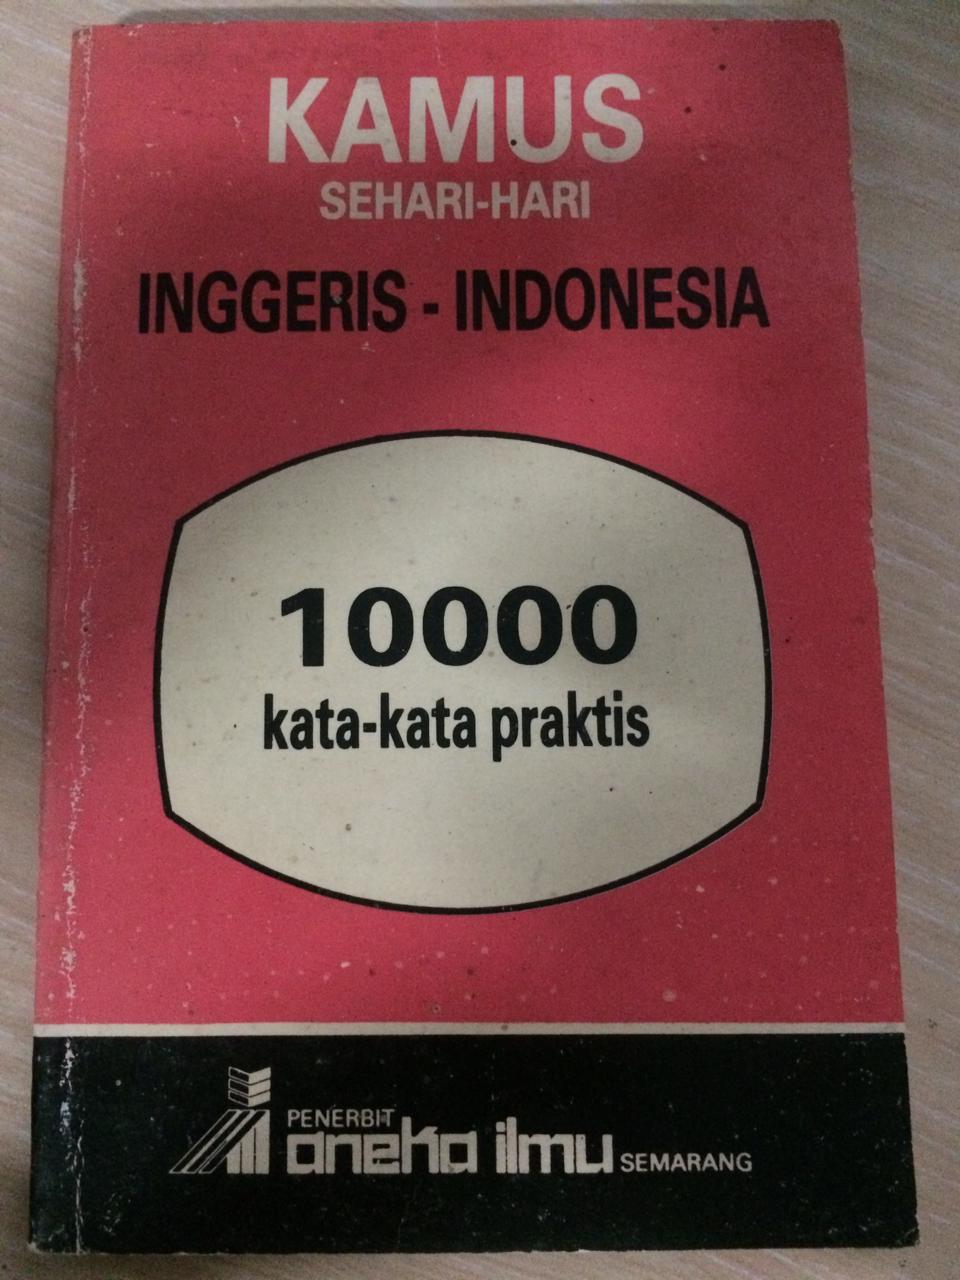 KAMUS
SEHARI-HARI
INGGERIS - INDONESIA
10000
kata-kata praktis
PENERBIT
aneka ilmu SEMARANG